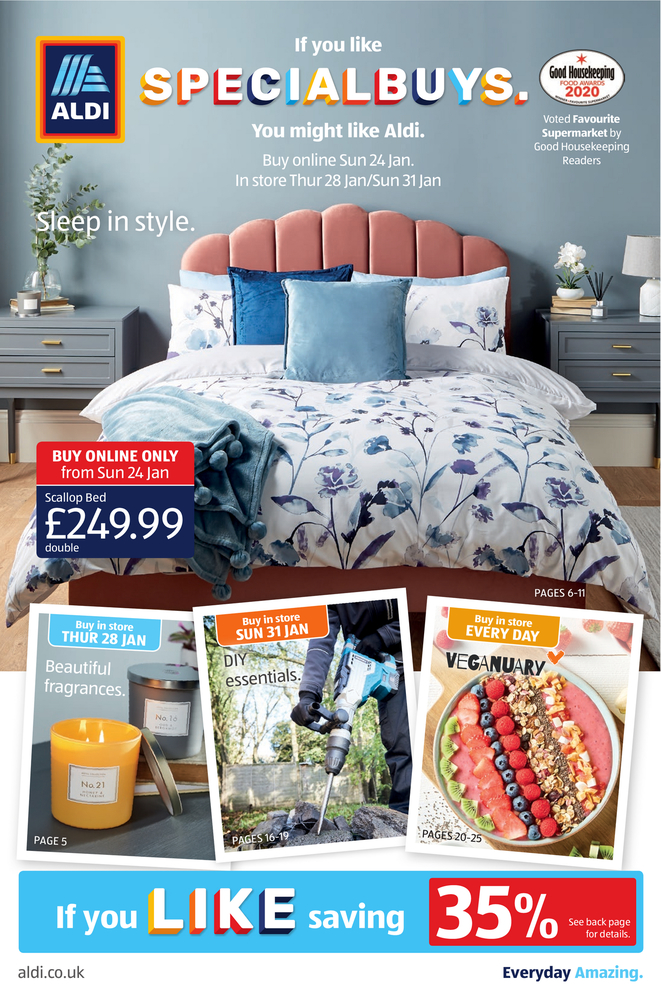 ALDI
If you like
SPECIALBUYS.
You might like Aldi.
Buy online Sun 24 Jan.
In store Thur 28 Jan/Sun 31 Jan
Good Housekeeping
FOOD AWARDS
2020
WINNER • FAVOURITE SUPERMARKET
Voted Favourite
Supermarket by
Good Housekeeping
Readers
Sleep in style.
BUY ONLINE ONLY
from Sun 24 Jan
Scallop Bed
£249.99
double
PAGES 6-11
Buy in store
THUR 28 JAN
Beautiful
fragrances.
No.16
No.21
PAGE 5
Buy in store
SUN 31 JAN
DIY
essentials.
PAGES 16-19
Buy in store
EVERY DAY
VEGANUARY
PAGES 20-25
If you LIKE saving
35%
See back page
for details.
aldi.co.uk
Everyday Amazing.